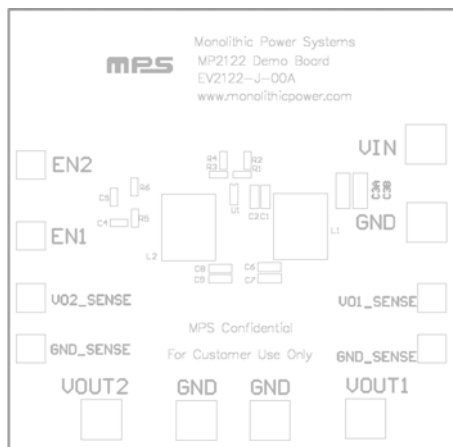 Monolithic Power Systems
mps
MP2122 Demo Board
EV2122-J-00A
www.monolithicpower.com
VIN
EN2
R4
R3
R2
R1
R6
C5
C3A
C3B
C4
R5
U1
C2
C1
GND
EN1
L2
L1
C8
C9
C6
C7
VO2_SENSE
VO1_SENSE
MPS Confidential
GND_SENSE
GND_SENSE
For Customer Use Only
VOUT2
GND
GND
VOUT1